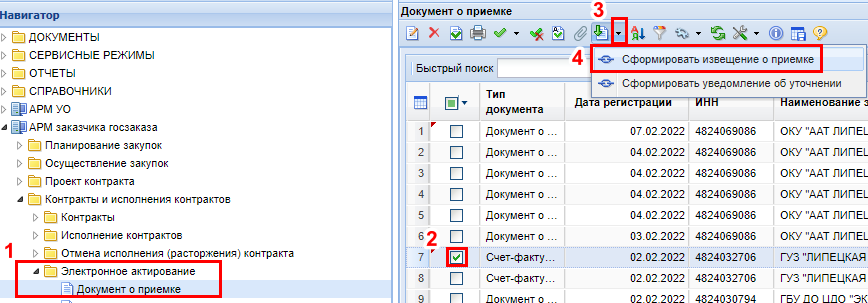 Навигатор
ДОКУМЕНТЫ
СЕРВИСНЫЕ РЕЖИМЫ
ОТЧЕТЫ
СПРАВОЧНИКИ
АРМ УО
АРМ заказчика госзаказа
Планирование закупок
Осуществление закупок
Проект контракта
Контракты и исполнения контрактов
Контракты
Исполнение контрактов
Отмена исполнения (расторжения) контракта
1
Электронное актирование
Документ о приемке
Документ о приемке
3
4
Сформировать извещение о приемке
Сформировать уведомление об уточнении
Быстрый поиск
Тип документа Дата регистрации ИНН Наименование з
1 Документ о ... 07.02.2022 4824069086 ОКУ "ААТ ЛИПЕЦ
2 Документ о ... 04.02.2022 4824069086 ОКУ "ААТ ЛИПЕЦ
3 Документ о ... 04.02.2022 4824069086 ОКУ "ААТ ЛИПЕЦ
4 Документ о ... 04.02.2022 4824069086 ОКУ "ААТ ЛИПЕЦ
5 Документ о ... 04.02.2022 4824069086 ОКУ "ААТ ЛИПЕЦ
6 Документ о ... 03.02.2022 4824069086 ОКУ "ААТ ЛИПЕЦ
2
7 Счет-факту... 02.02.2022 4824032706 ГУЗ "ЛИПЕЦКАЯ
8 Счет-факту... 02.02.2022 4824032706 ГУЗ "ЛИПЕЦКАЯ
9 Документ о ... 02.02.2022 4824030794 ГБУ ДО ЦДО "ЭК